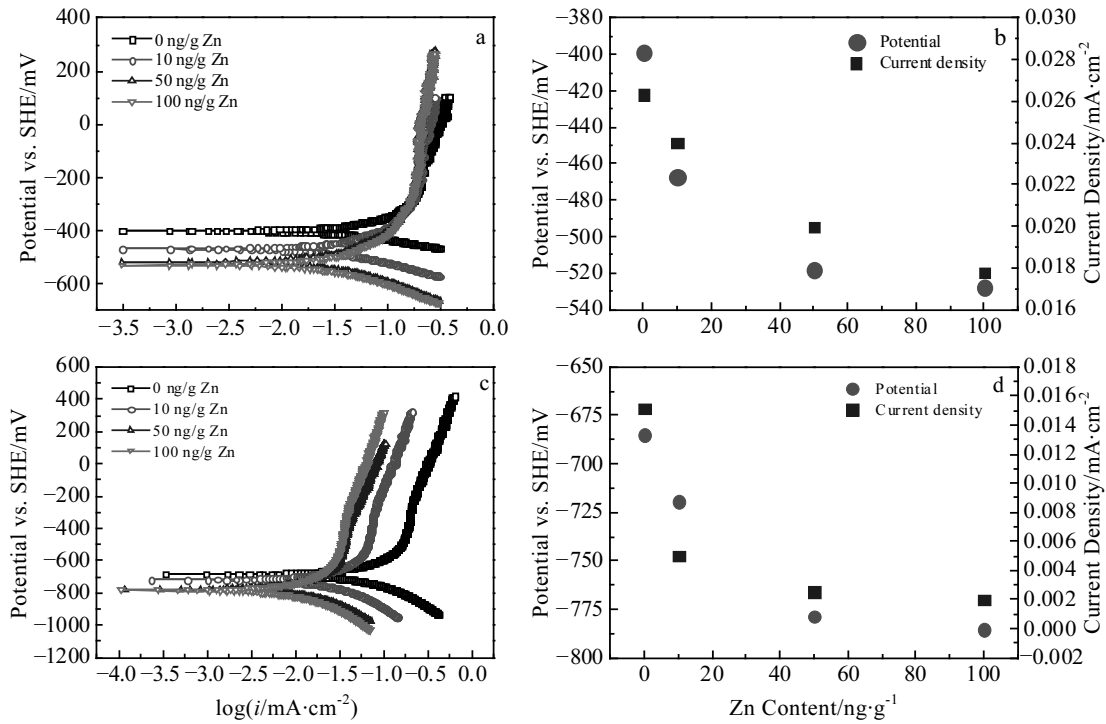 a
Potential vs. SHE/mV
400
200
0
−200
−400
−600
0 ng/g Zn
10 ng/g Zn
50 ng/g Zn
100 ng/g Zn
−3.5 −3.0 −2.5 −2.0 −1.5 −1.0 −0.5 0.0
b
Potential vs. SHE/mV
−380
−400
−420
−440
−460
−480
−500
−520
−540
Potential
Current density
0 20 40 60 80 100
0.030
0.028
0.026
0.024
0.022
0.020
0.018
0.016
Current Density/mA·cm⁻²
c
Potential vs. SHE/mV
600
400
200
0
−200
−400
−600
−800
−1000
−1200
0 ng/g Zn
10 ng/g Zn
50 ng/g Zn
100 ng/g Zn
−4.0 −3.5 −3.0 −2.5 −2.0 −1.5 −1.0 −0.5 0.0
log(i/mA·cm⁻²)
d
Potential vs. SHE/mV
−650
−675
−700
−725
−750
−775
−800
Potential
Current density
0 20 40 60 80 100
Zn Content/ng·g⁻¹
0.018
0.016
0.014
0.012
0.010
0.008
0.006
0.004
0.002
0.000
−0.002
Current Density/mA·cm⁻²